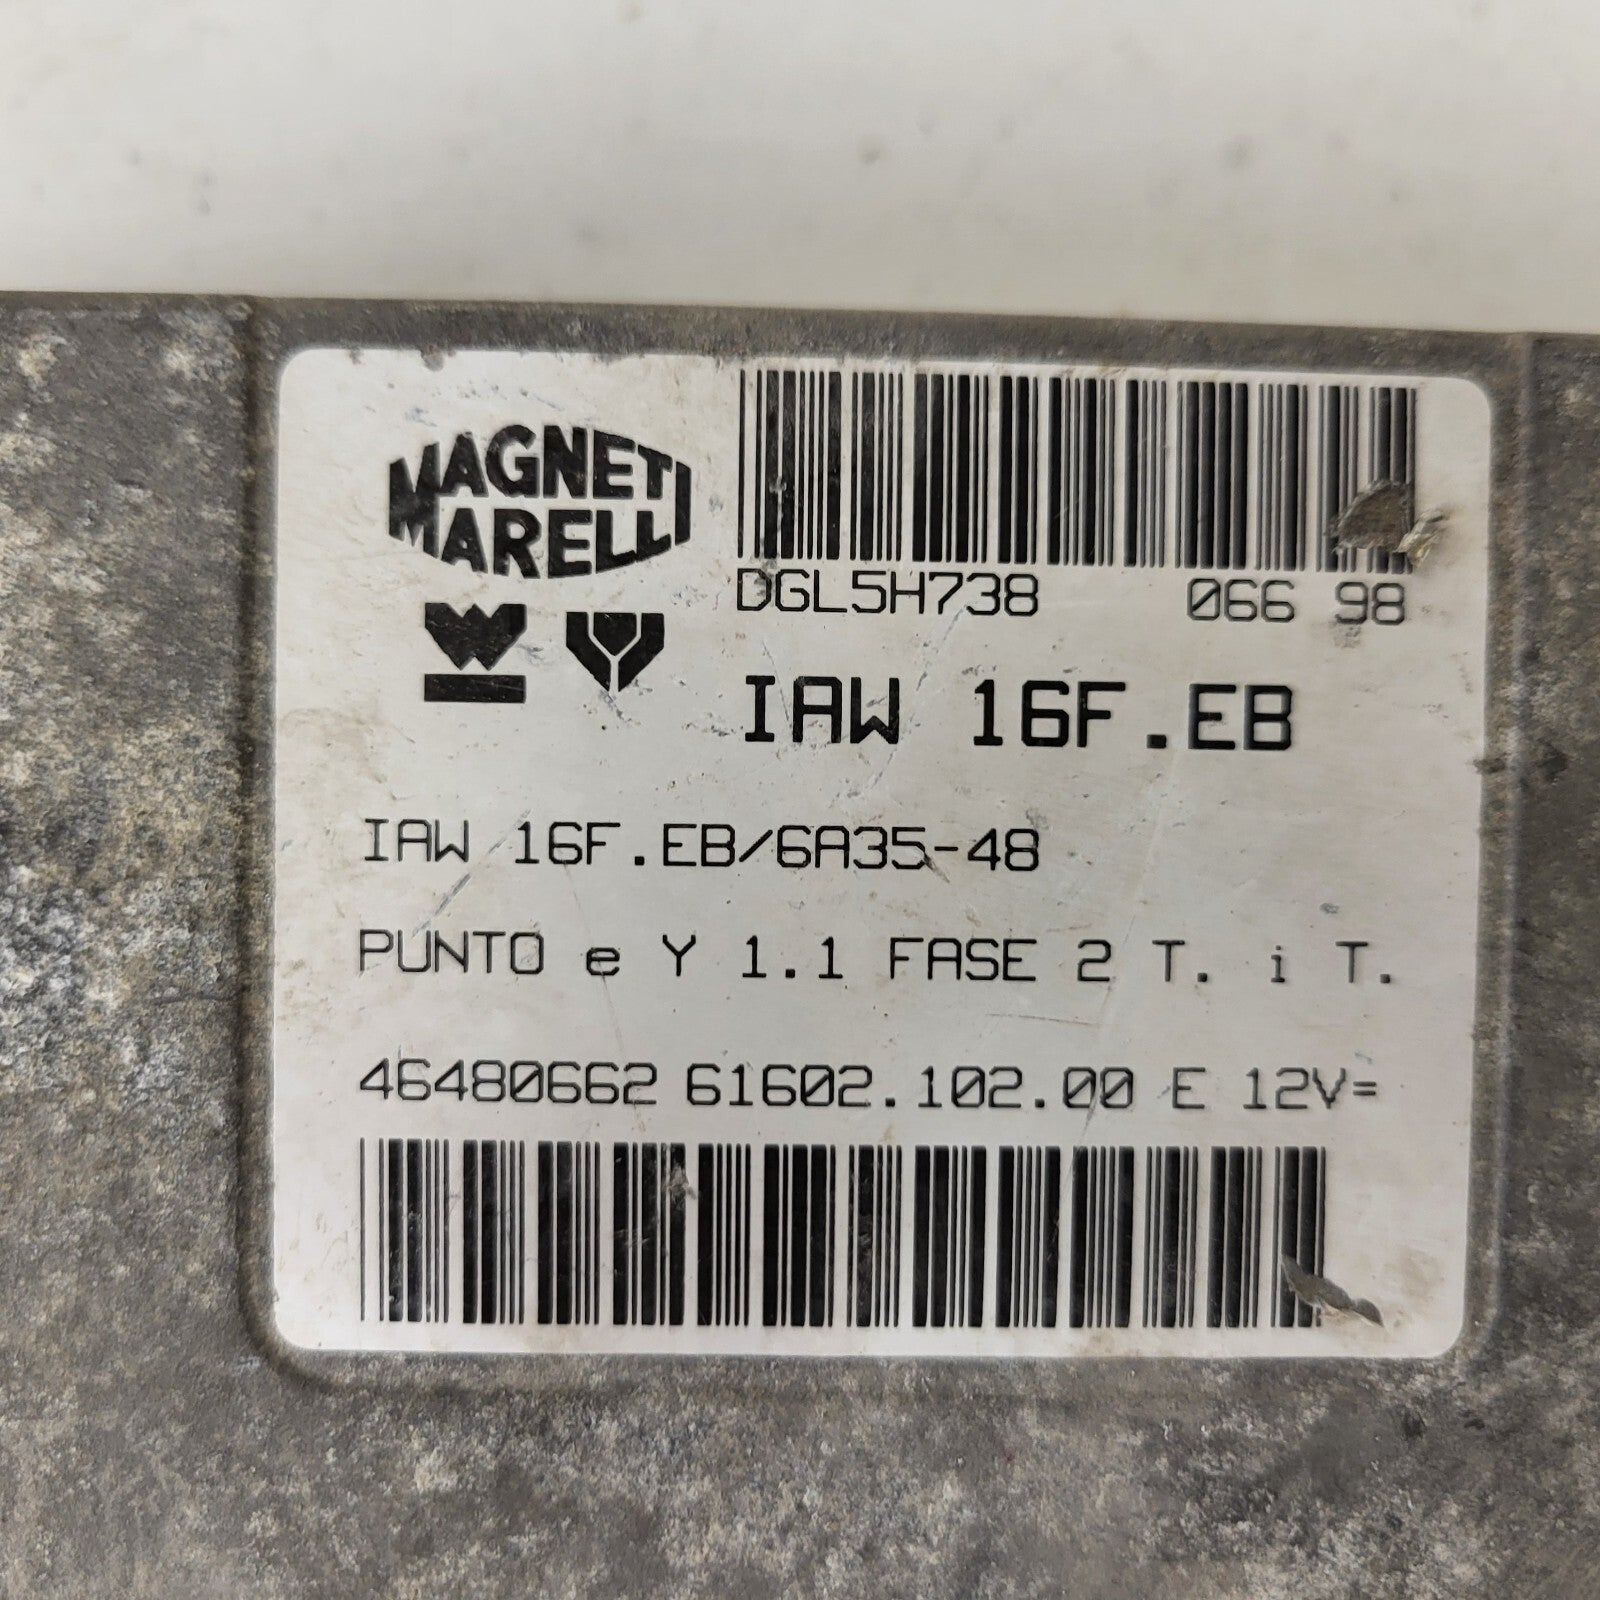 MAGNETI
MARELLI
DGL5H738 066 98
IAW 16F.EB
IAW 16F.EB/6A35-48
PUNTO e Y 1.1 FASE 2 T. i T.
46480662 61602.102.00 E 12V=